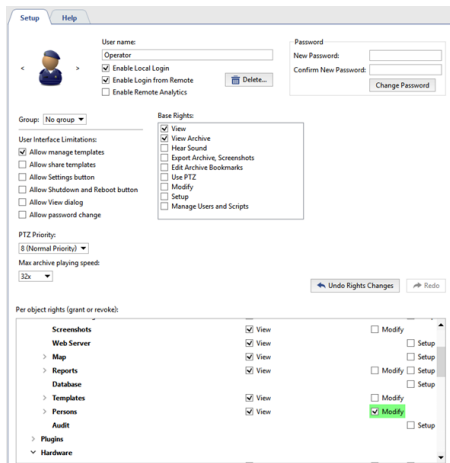 Setup Help
User name:
Operator
Enable Local Login
Enable Login from Remote
Enable Remote Analytics
Delete...
Password
New Password:
Confirm New Password:
Change Password
Group: No group
User Interface Limitations:
Allow manage templates
Allow share templates
Allow Settings button
Allow Shutdown and Reboot button
Allow View dialog
Allow password change
Base Rights:
View
View Archive
Hear Sound
Export Archive, Screenshots
Edit Archive Bookmarks
Use PTZ
Modify
Setup
Manage Users and Scripts
PTZ Priority:
8 (Normal Priority)
Max archive playing speed:
32x
Undo Rights Changes Redo
Per object rights (grant or revoke):
Screenshots View Modify
Web Server View Setup
Map View Setup
Reports View Modify Setup
Database Setup
Templates View Modify
Persons View Modify
Audit Setup
Plugins
Hardware